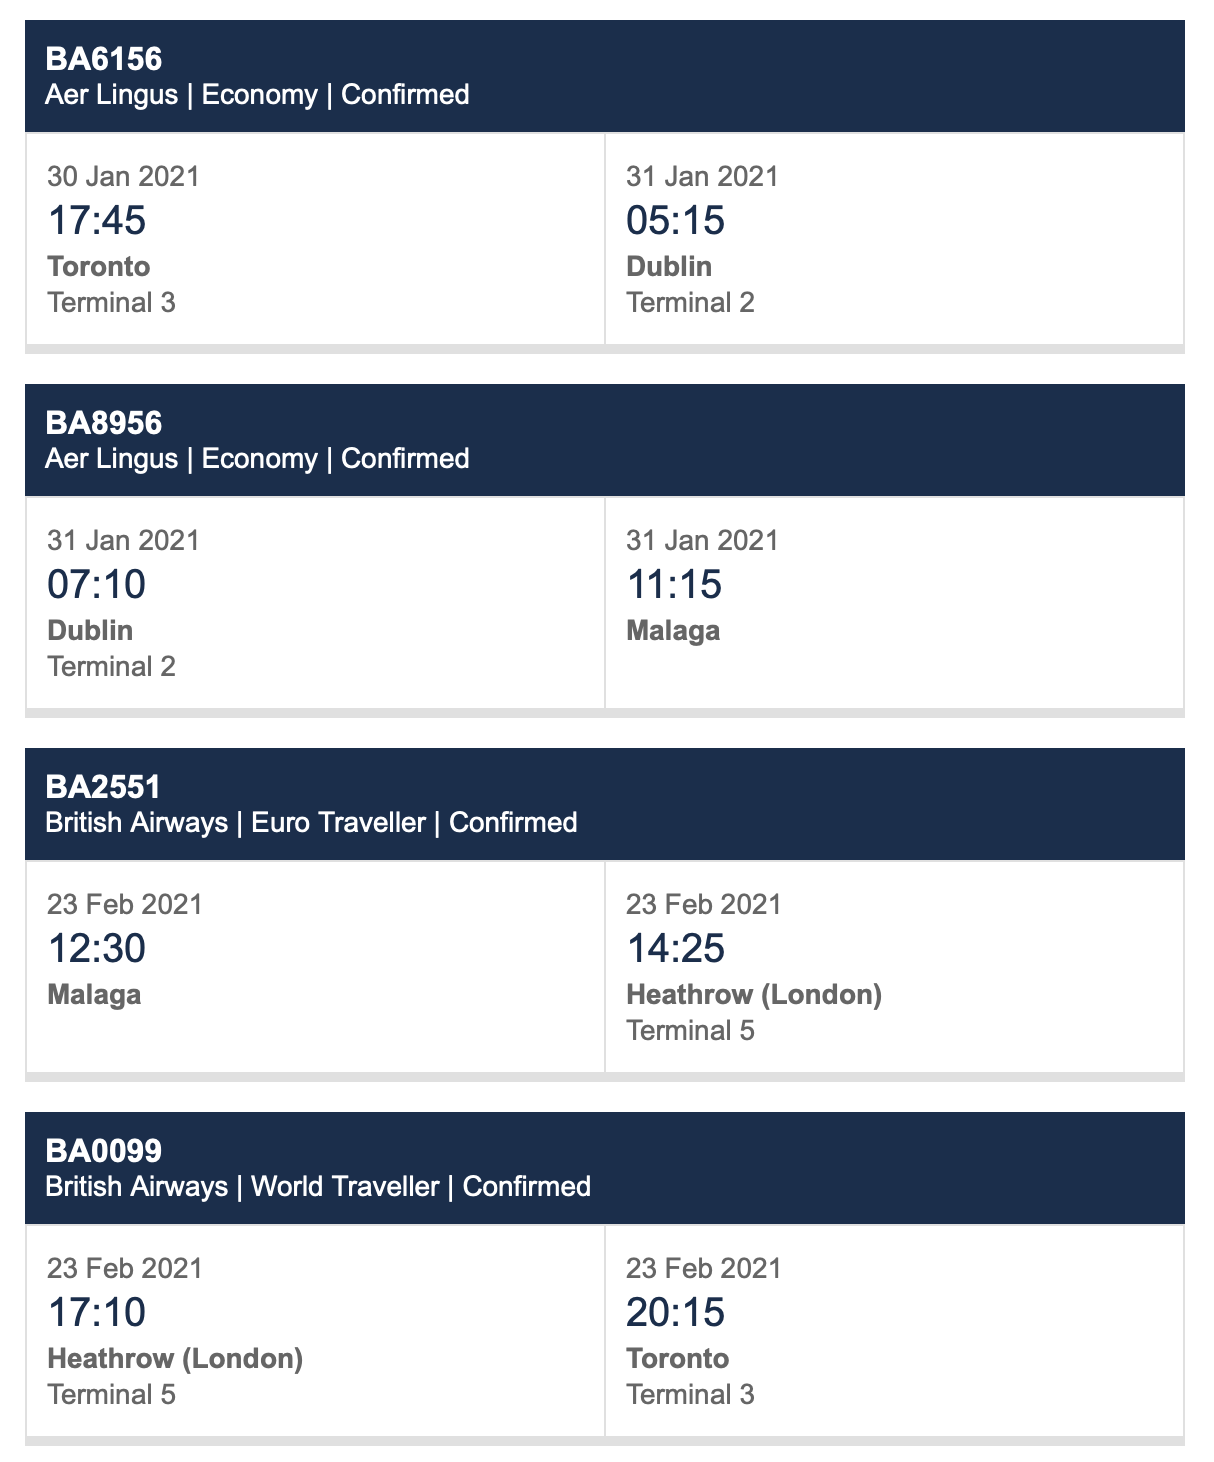 BA6156
Aer Lingus | Economy | Confirmed
30 Jan 2021
17:45
Toronto
Terminal 3
31 Jan 2021
05:15
Dublin
Terminal 2
BA8956
Aer Lingus | Economy | Confirmed
31 Jan 2021
07:10
Dublin
Terminal 2
31 Jan 2021
11:15
Malaga
BA2551
British Airways | Euro Traveller | Confirmed
23 Feb 2021
12:30
Malaga
23 Feb 2021
14:25
Heathrow (London)
Terminal 5
BA0099
British Airways | World Traveller | Confirmed
23 Feb 2021
17:10
Heathrow (London)
Terminal 5
23 Feb 2021
20:15
Toronto
Terminal 3